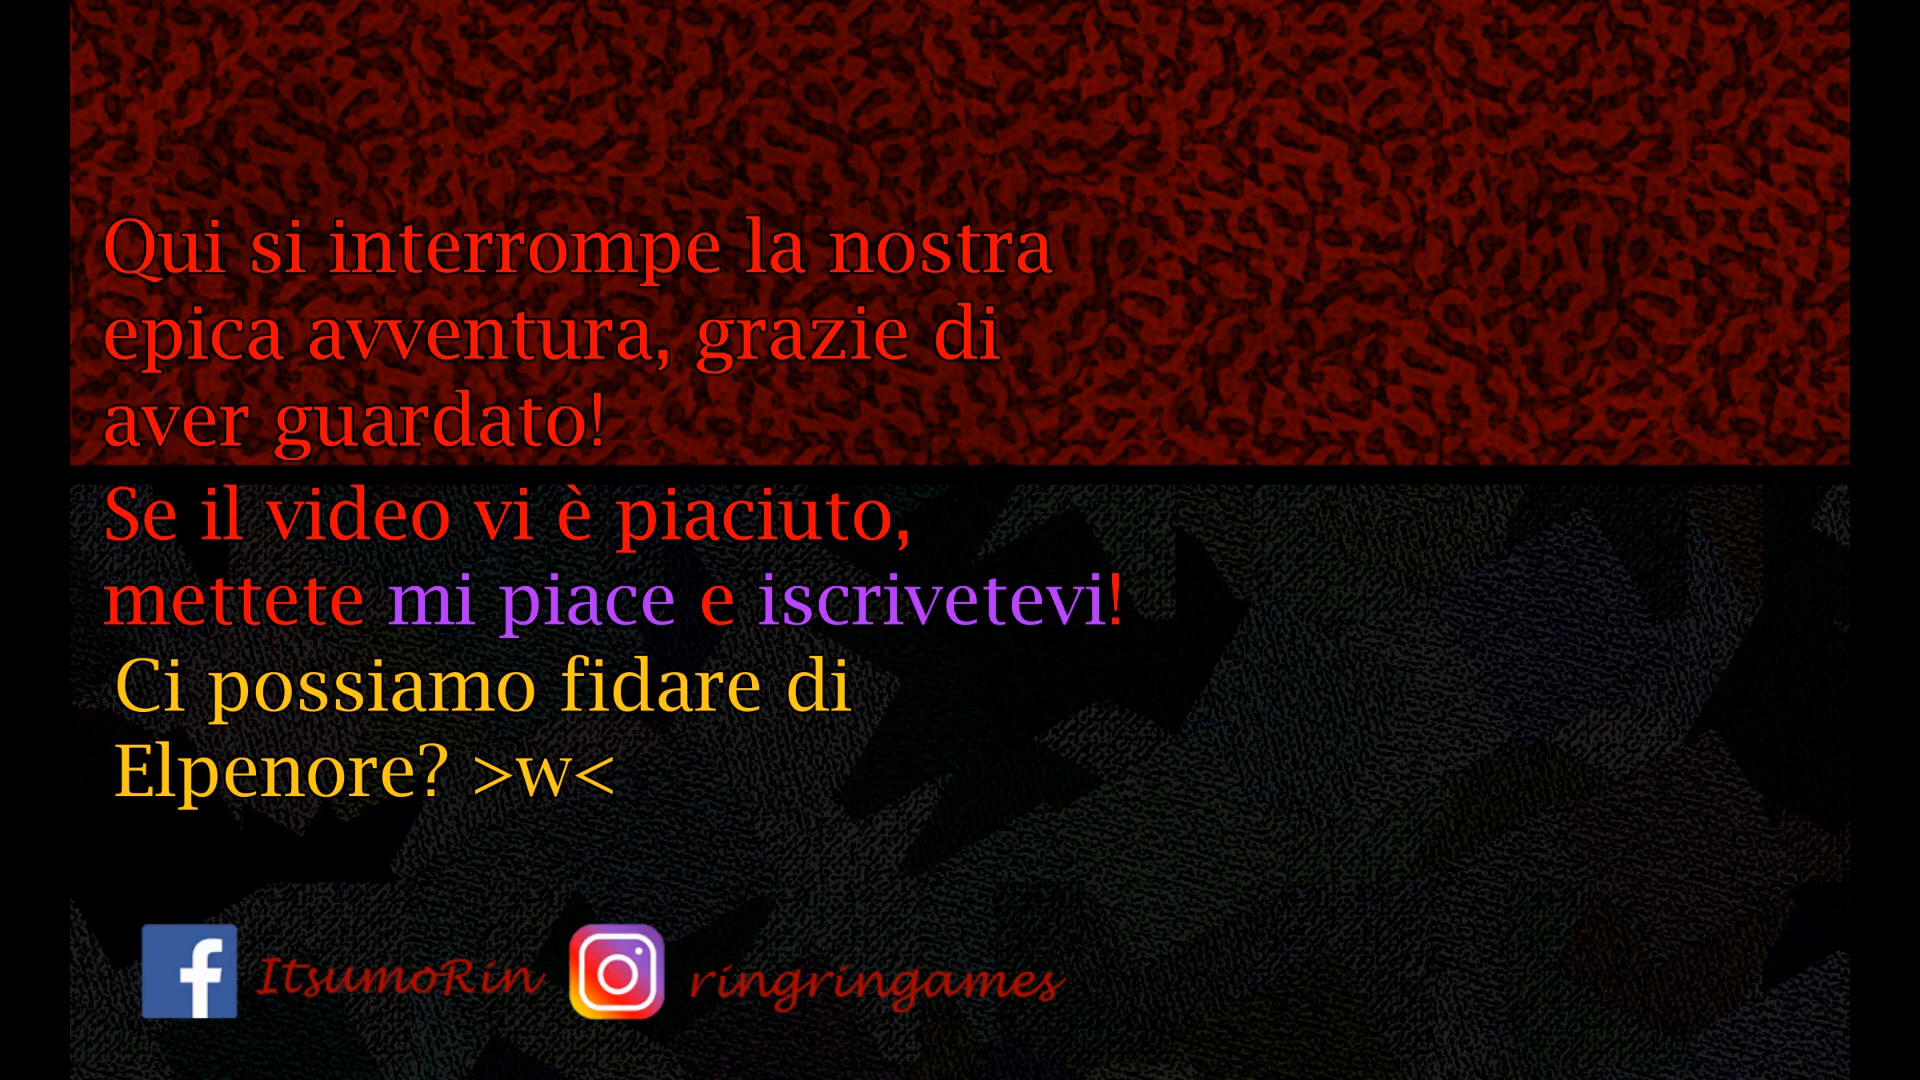 Qui si interrompe la nostra
epica avventura, grazie di
aver guardato!
Se il video vi è piaciuto,
mettete mi piace e iscrivetevi!
Ci possiamo fidare di
Elpenore? >w<
ItsumoRin ringringames